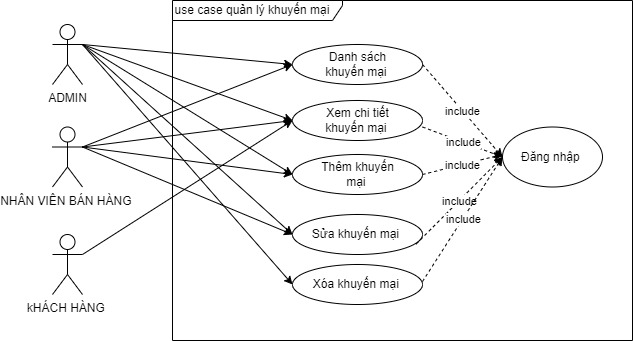 use case quản lý khuyến mại
ADMIN
NHÂN VIÊN BÁN HÀNG
kHÁCH HÀNG
Danh sách
khuyến mại
Xem chi tiết
khuyến mại
Thêm khuyến
mại
Sửa khuyến mại
Xóa khuyến mại
include
include
include
include
include
Đăng nhập